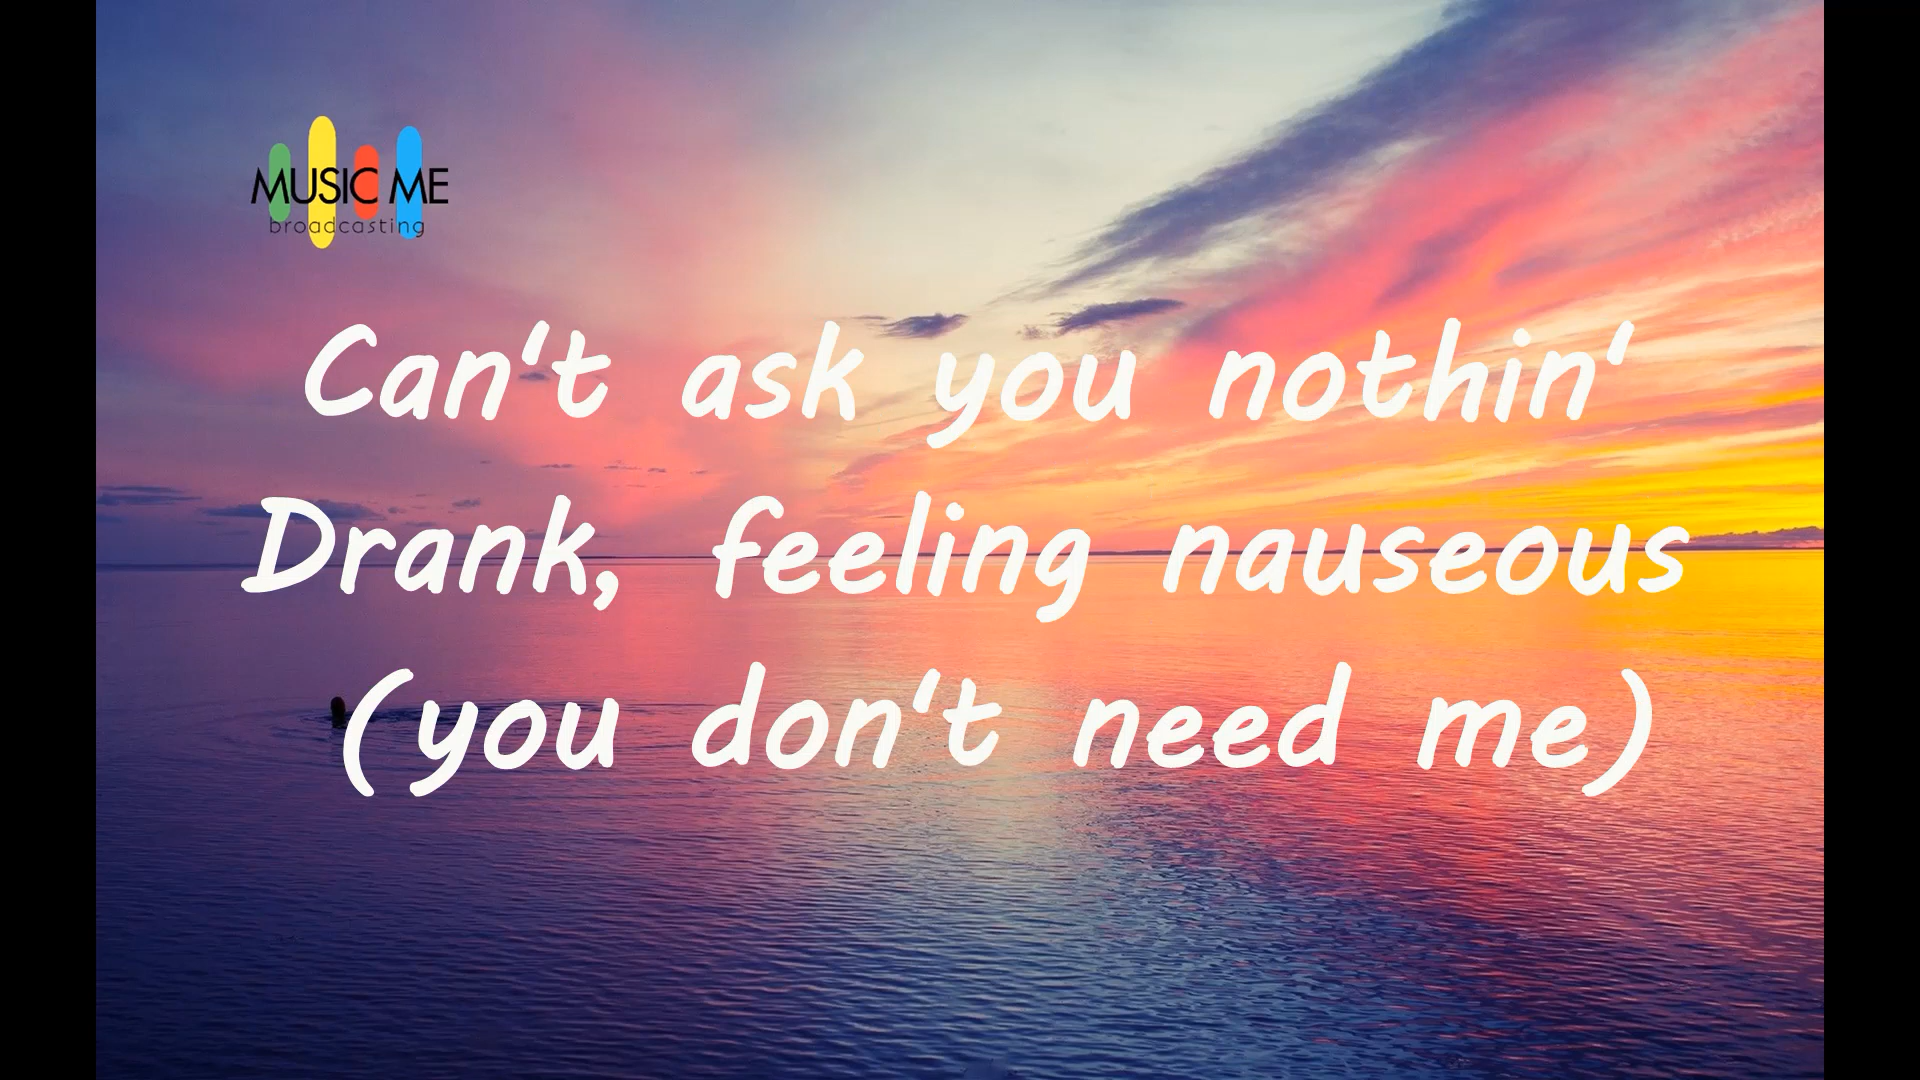 MUSIC ME
broadcasting
Can't ask you nothin'
Drank, feeling nauseous
(you don't need me)